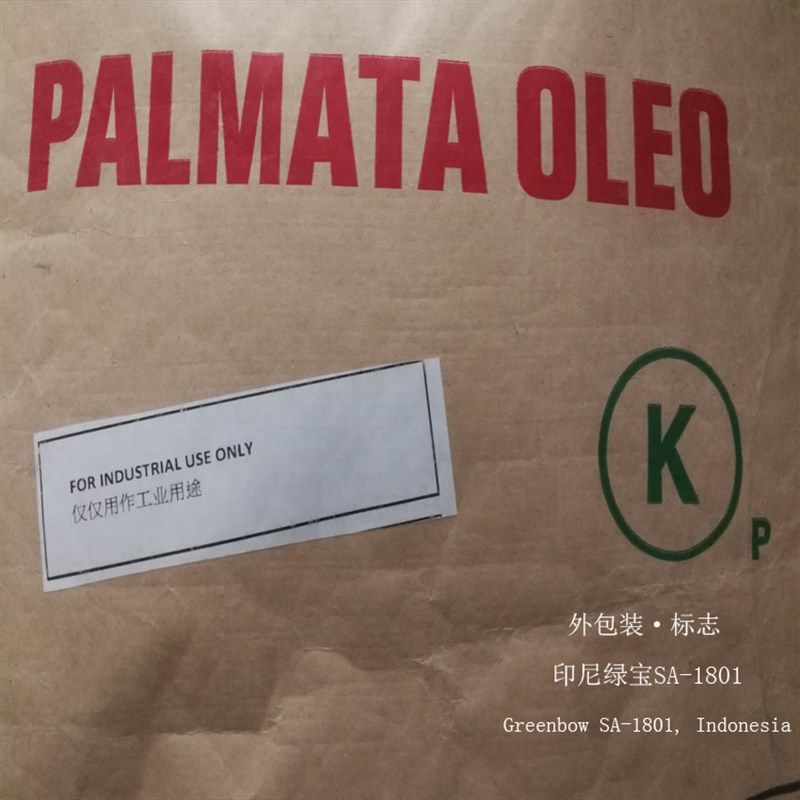 PALMATA OLEO
FOR INDUSTRIAL USE ONLY
仅仅用作工业用途
K
P
外包装·标志
印尼绿宝SA-1801
Greenbow SA-1801, Indonesia